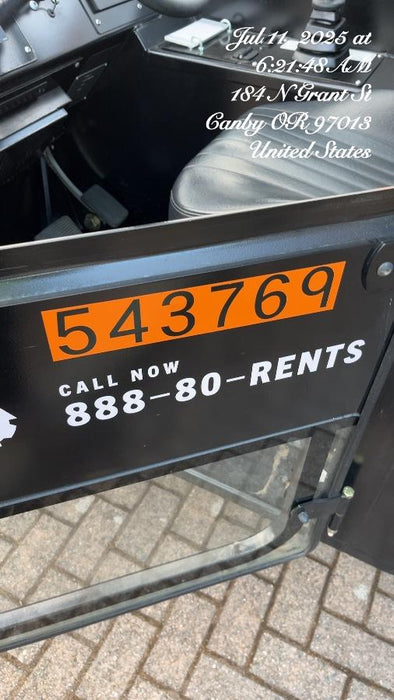 Jul 11, 2025 at
6:21:48 AM
184 N Grant St
Canby OR 97013
United States
543769
CALL NOW
888-80-RENTS